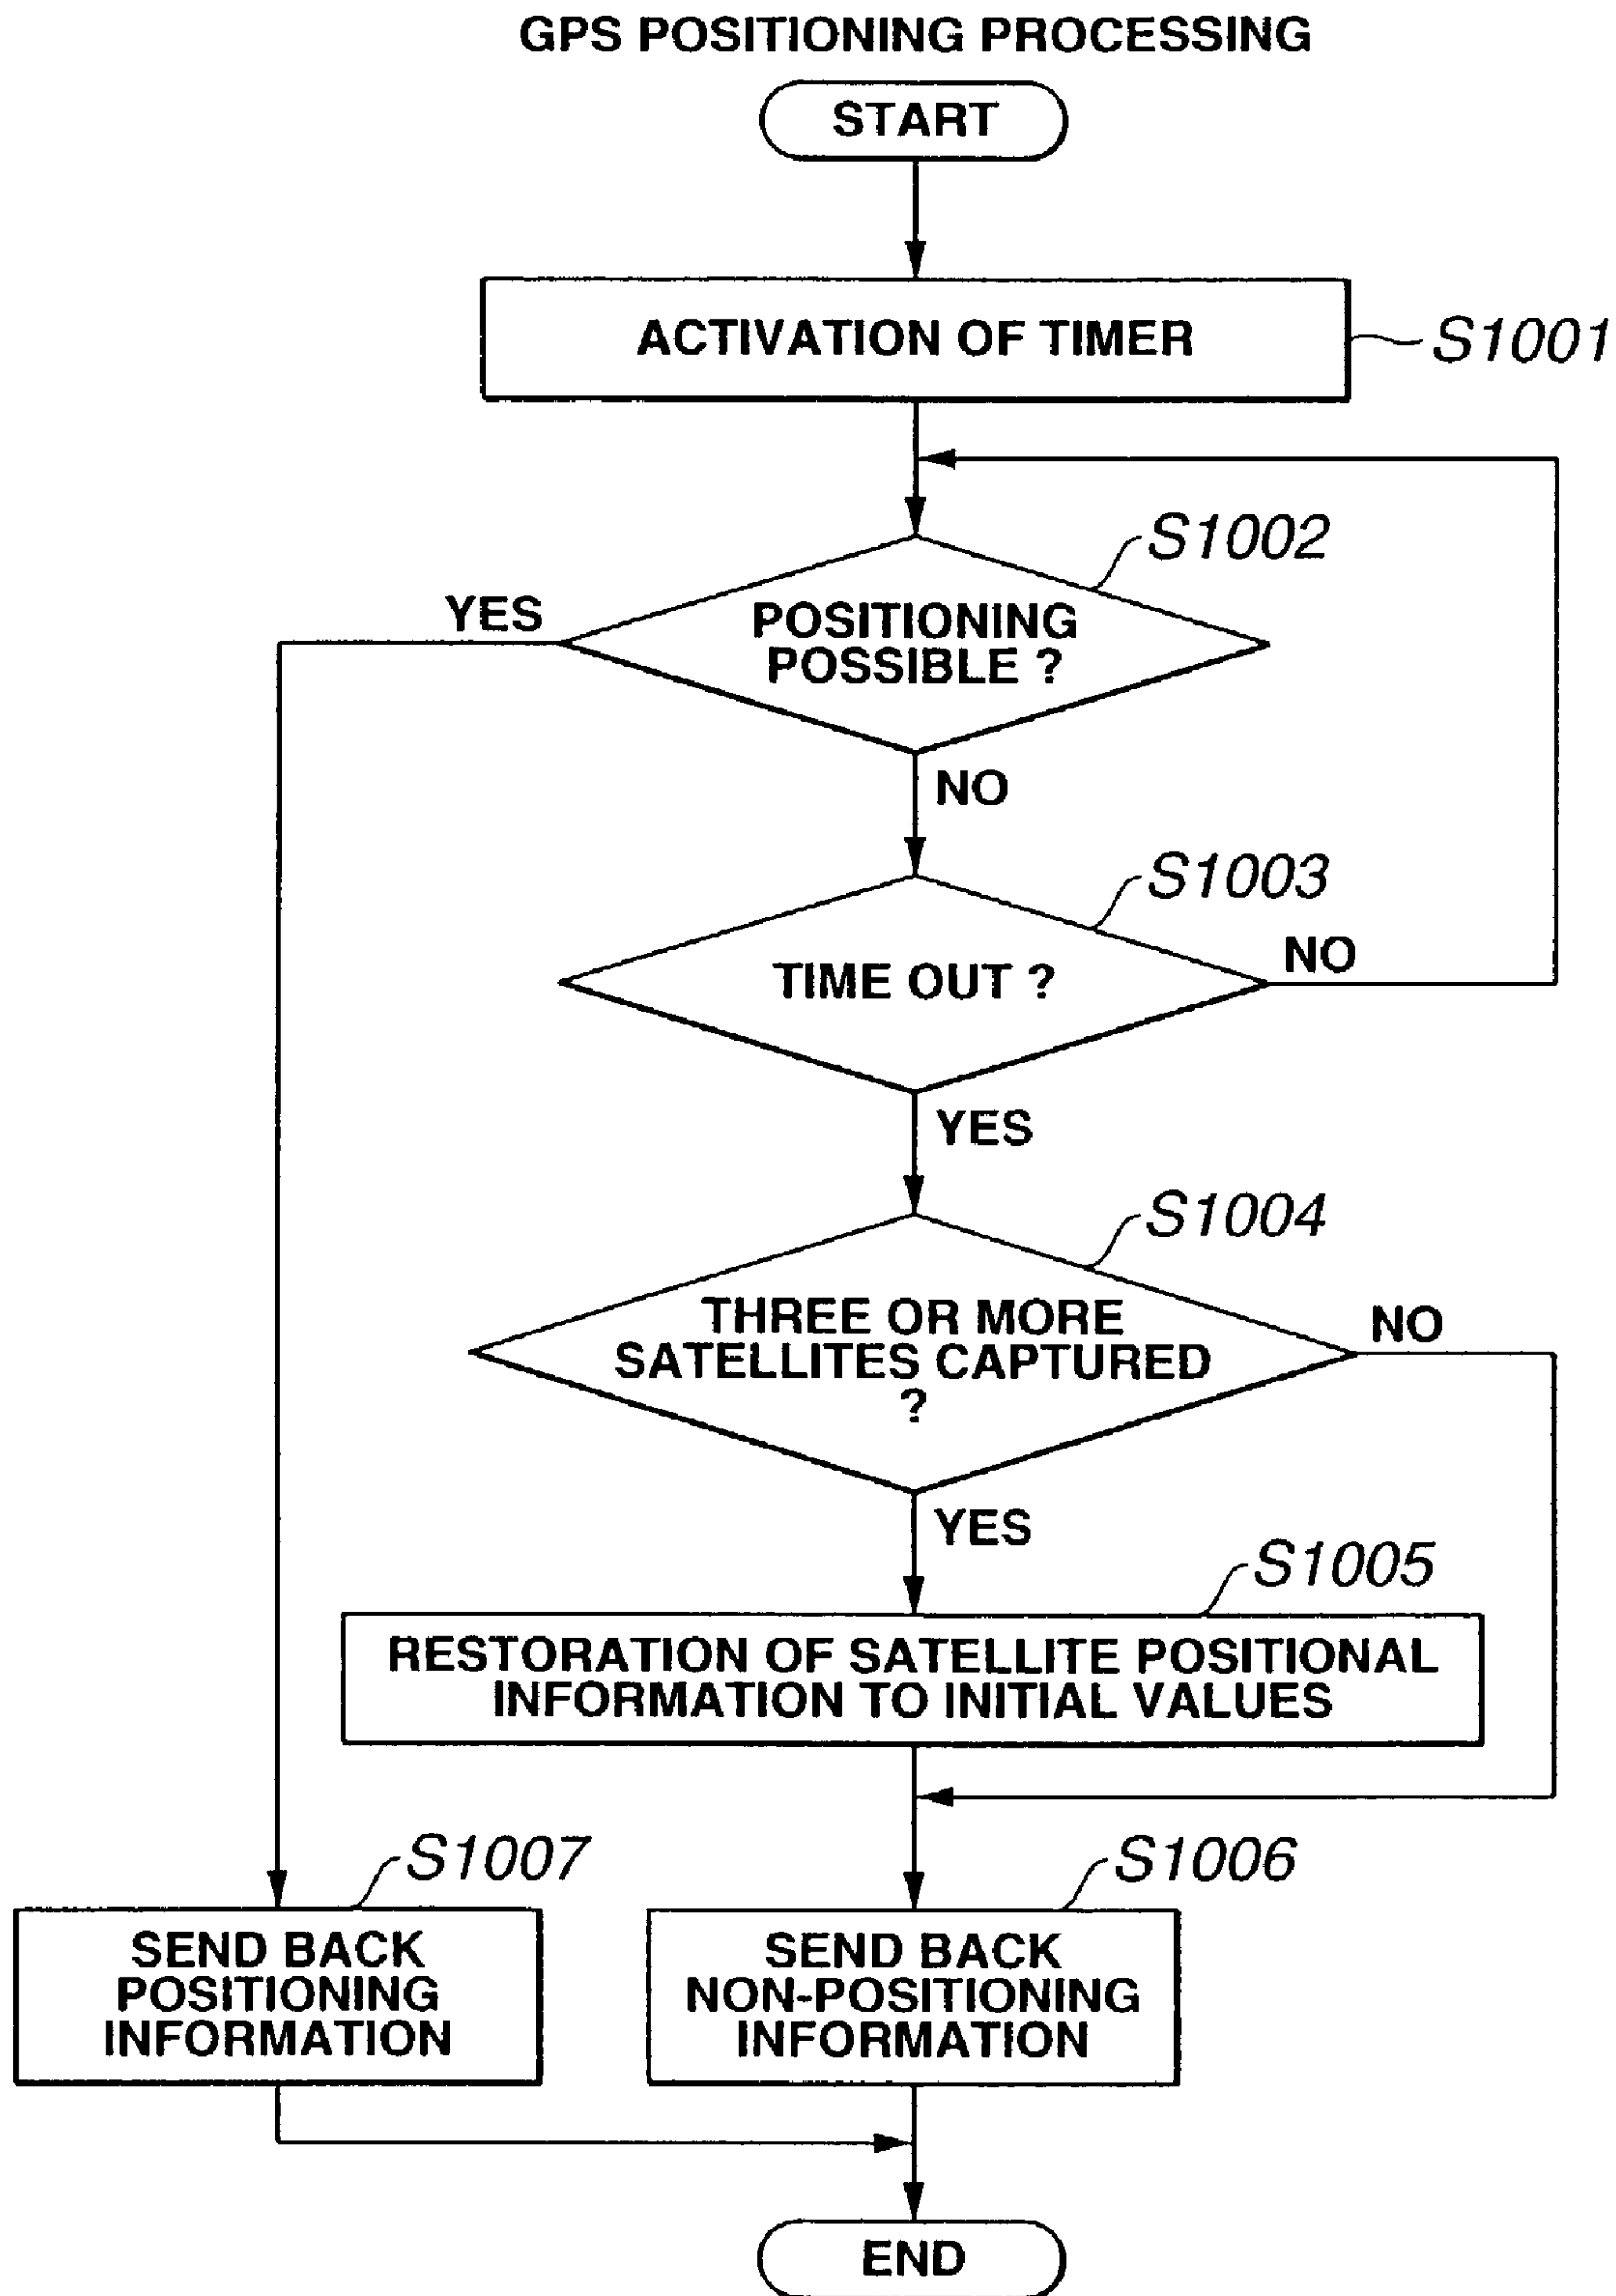 GPS POSITIONING PROCESSING
START
ACTIVATION OF TIMER
S1001
S1002
YES
POSITIONING
POSSIBLE ?
NO
S1003
TIME OUT ?
NO
YES
S1004
THREE OR MORE
SATELLITES CAPTURED
?
NO
YES
S1005
RESTORATION OF SATELLITE POSITIONAL
INFORMATION TO INITIAL VALUES
S1007
S1006
SEND BACK
POSITIONING
INFORMATION
SEND BACK
NON-POSITIONING
INFORMATION
END